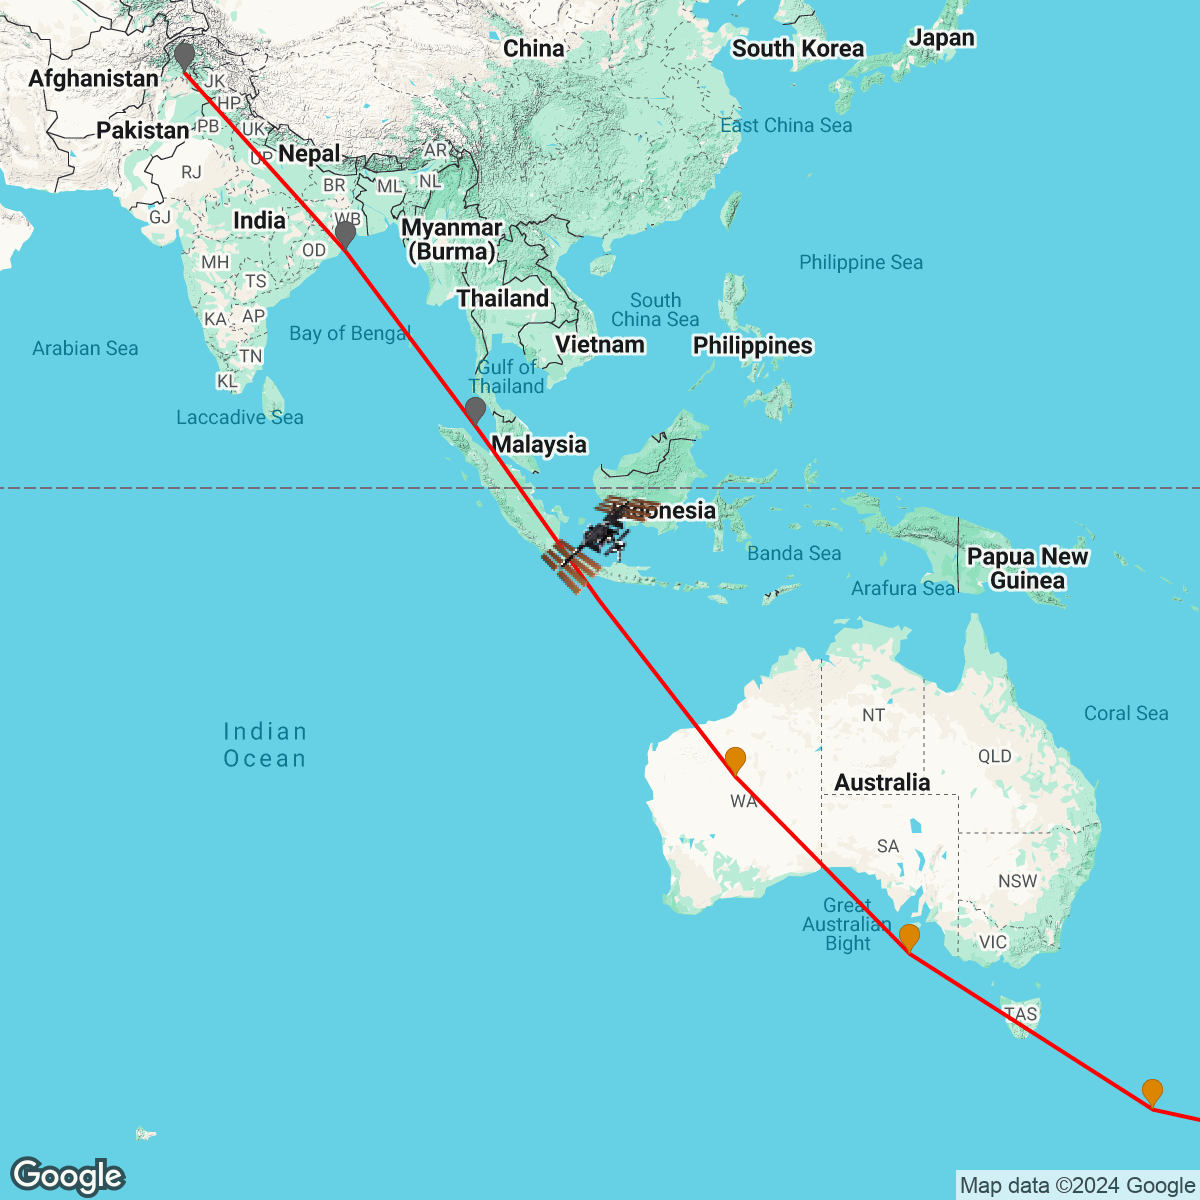 China
South Korea
Japan
Afghanistan
JK
HP
East China Sea
Pakistan
PB
UK
Nepal
UP
AR
RJ
BR
ML
NL
GJ
India
WB
Myanmar
(Burma)
OD
MH
Philippine Sea
TS
Thailand
South
China Sea
KA
AP
Bay of Bengal
Arabian Sea
Vietnam
Philippines
TN
Gulf of
Thailand
KL
Laccadive Sea
Malaysia
Indonesia
Banda Sea
Papua New
Guinea
Arafura Sea
Indian
Ocean
NT
Coral Sea
QLD
Australia
WA
SA
NSW
Great
Australian
Bight
VIC
TAS
Google
Map data ©2024 Google